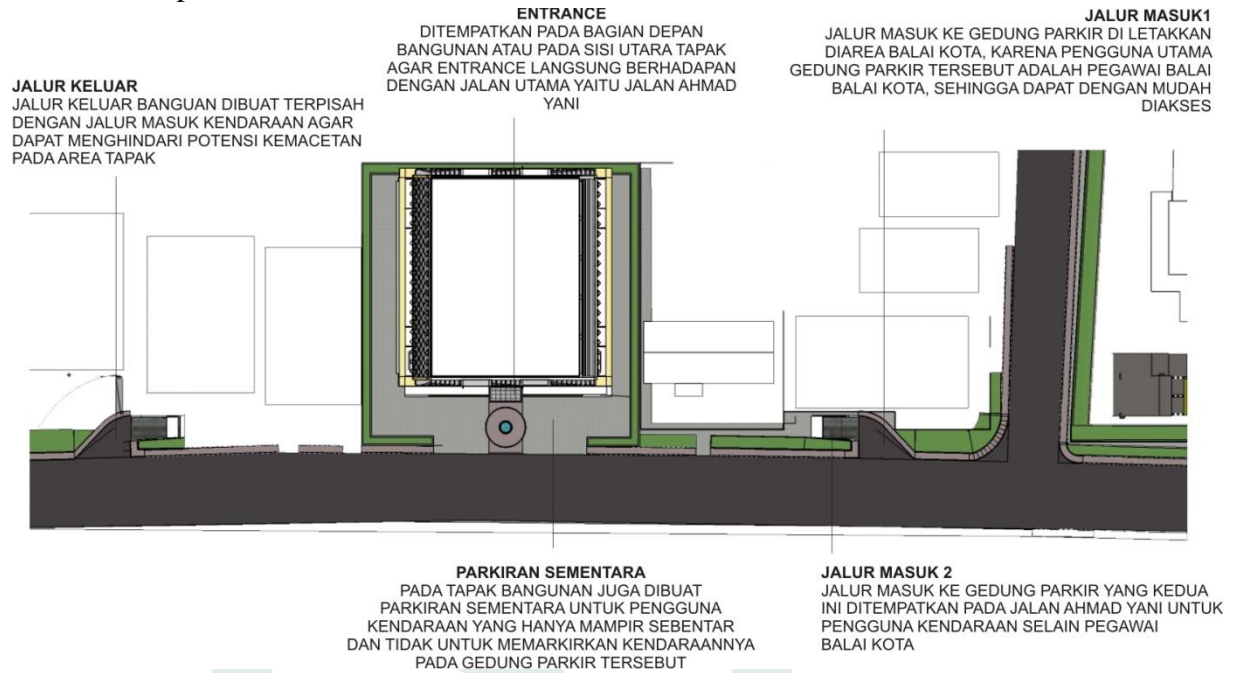 ENTRANCE
DITEMPATKAN PADA BAGIAN DEPAN
BANGUNAN ATAU PADA SISI UTARA TAPAK
AGAR ENTRANCE LANGSUNG BERHADAPAN
DENGAN JALAN UTAMA YAITU JALAN AHMAD
YANI
JALUR MASUK1
JALUR MASUK KE GEDUNG PARKIR DI LETAKKAN
DIAREA BALAI KOTA, KARENA PENGGUNA UTAMA
GEDUNG PARKIR TERSEBUT ADALAH PEGAWAI BALAI
BALAI KOTA, SEHINGGA DAPAT DENGAN MUDAH
DIAKSES
JALUR KELUAR
JALUR KELUAR BANGUAN DIBUAT TERPISAH
DENGAN JALUR MASUK KENDARAAN AGAR
DAPAT MENGHINDARI POTENSI KEMACETAN
PADA AREA TAPAK
PARKIRAN SEMENTARA
PADA TAPAK BANGUNAN JUGA DIBUAT
PARKIRAN SEMENTARA UNTUK PENGGUNA
KENDARAAN YANG HANYA MAMPIR SEBENTAR
DAN TIDAK UNTUK MEMARKIRKAN KENDARAANNYA
PADA GEDUNG PARKIR TERSEBUT
JALUR MASUK 2
JALUR MASUK KE GEDUNG PARKIR YANG KEDUA
INI DITEMPATKAN PADA JALAN AHMAD YANI UNTUK
PENGGUNA KENDARAAN SELAIN PEGAWAI
BALAI KOTA